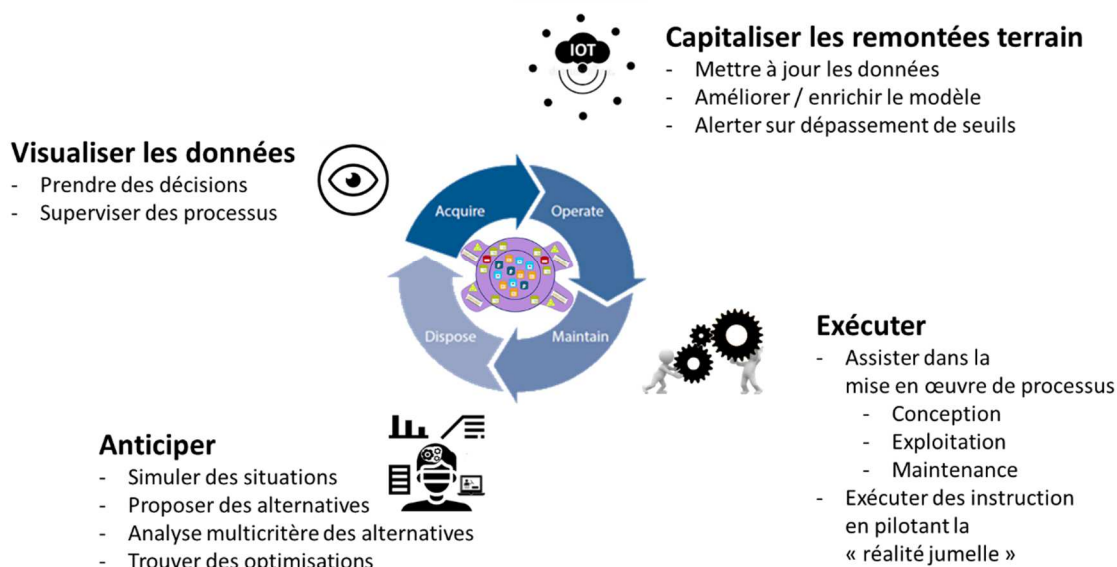 IOT
Capitaliser les remontées terrain
- Mettre à jour les données
- Améliorer / enrichir le modèle
- Alerter sur dépassement de seuils
Visualiser les données
- Prendre des décisions
- Superviser des processus
Acquire
Operate
Dispose
Maintain
Exécuter
- Assister dans la
mise en œuvre de processus
- Conception
- Exploitation
- Maintenance
- Exécuter des instruction
en pilotant la
« réalité jumelle »
Anticiper
- Simuler des situations
- Proposer des alternatives
- Analyse multicritère des alternatives
- Trouver des optimisations